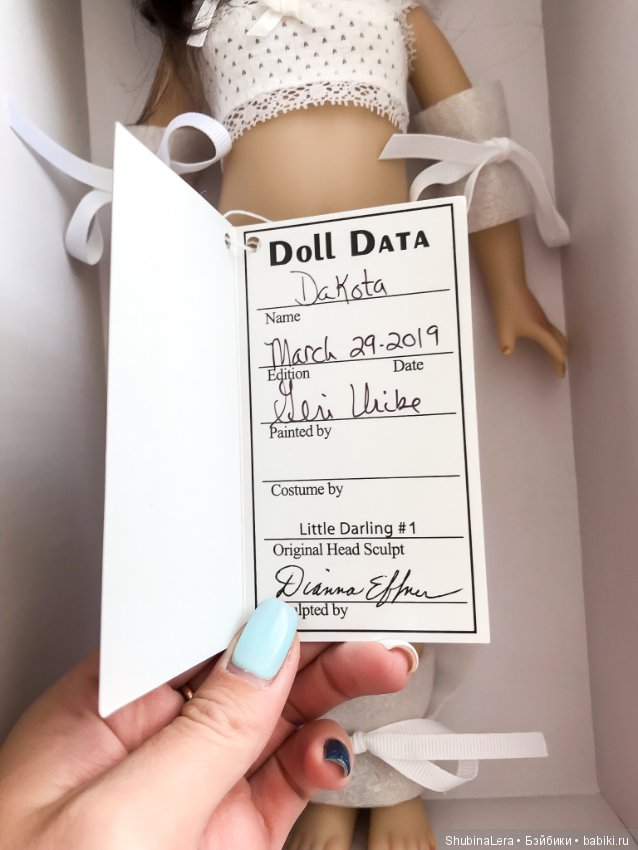 DOLL DATA
Dakota
Name
March 29-2019
Edition Date
Geri Uribe
Painted by
Costume by
Little Darling #1
Original Head Sculpt
Dianna Effner
lpted by
ShubinaLera • Бэйбики • babiki.ru